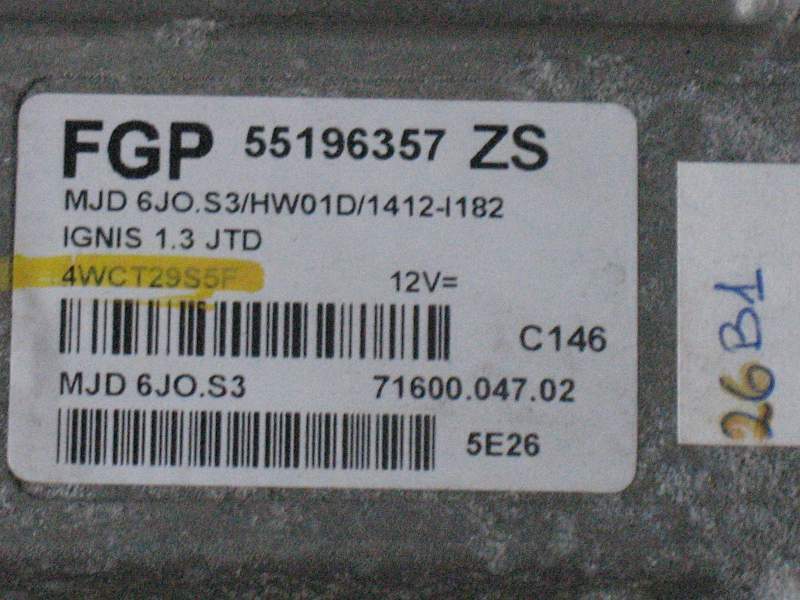 FGP 55196357 ZS
MJD 6JO.S3/HW01D/1412-I182
IGNIS 1.3 JTD
4WCT29S5F 12V=
C146
MJD 6JO.S3 71600.047.02
5E26
26B1